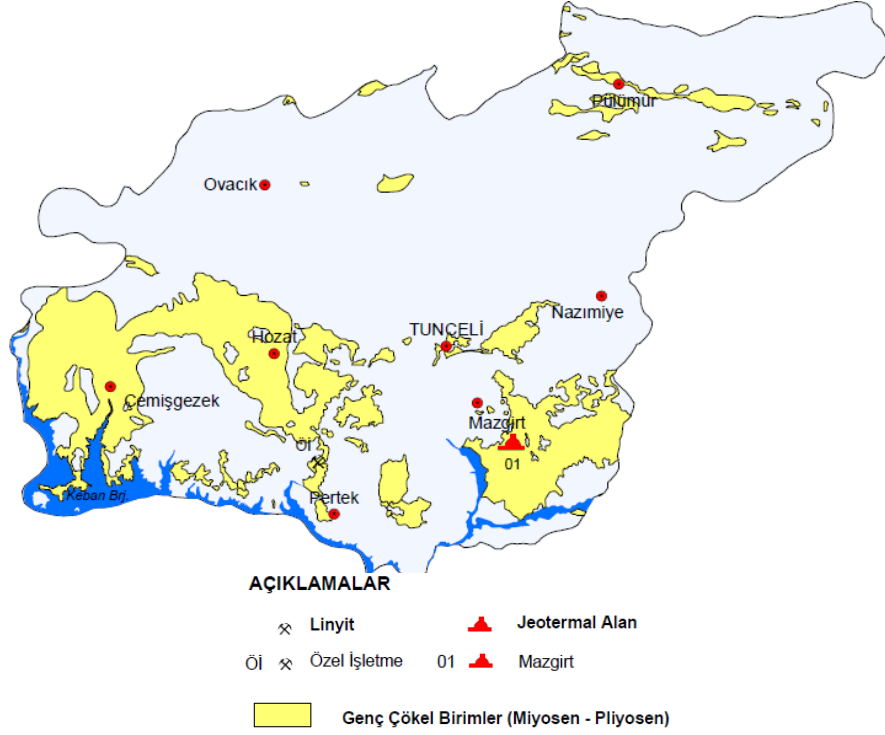 Pülümür
Ovacık
Nazımiye
TUNÇELİ
Hozat
Çemişgezek
Mazgirt
Öİ
01
Keban Brj.
Pertek
AÇIKLAMALAR
Linyit
Jeotermal Alan
Öİ Özel İşletme 01 Mazgirt
Genç Çökel Birimler (Miyosen - Pliyosen)